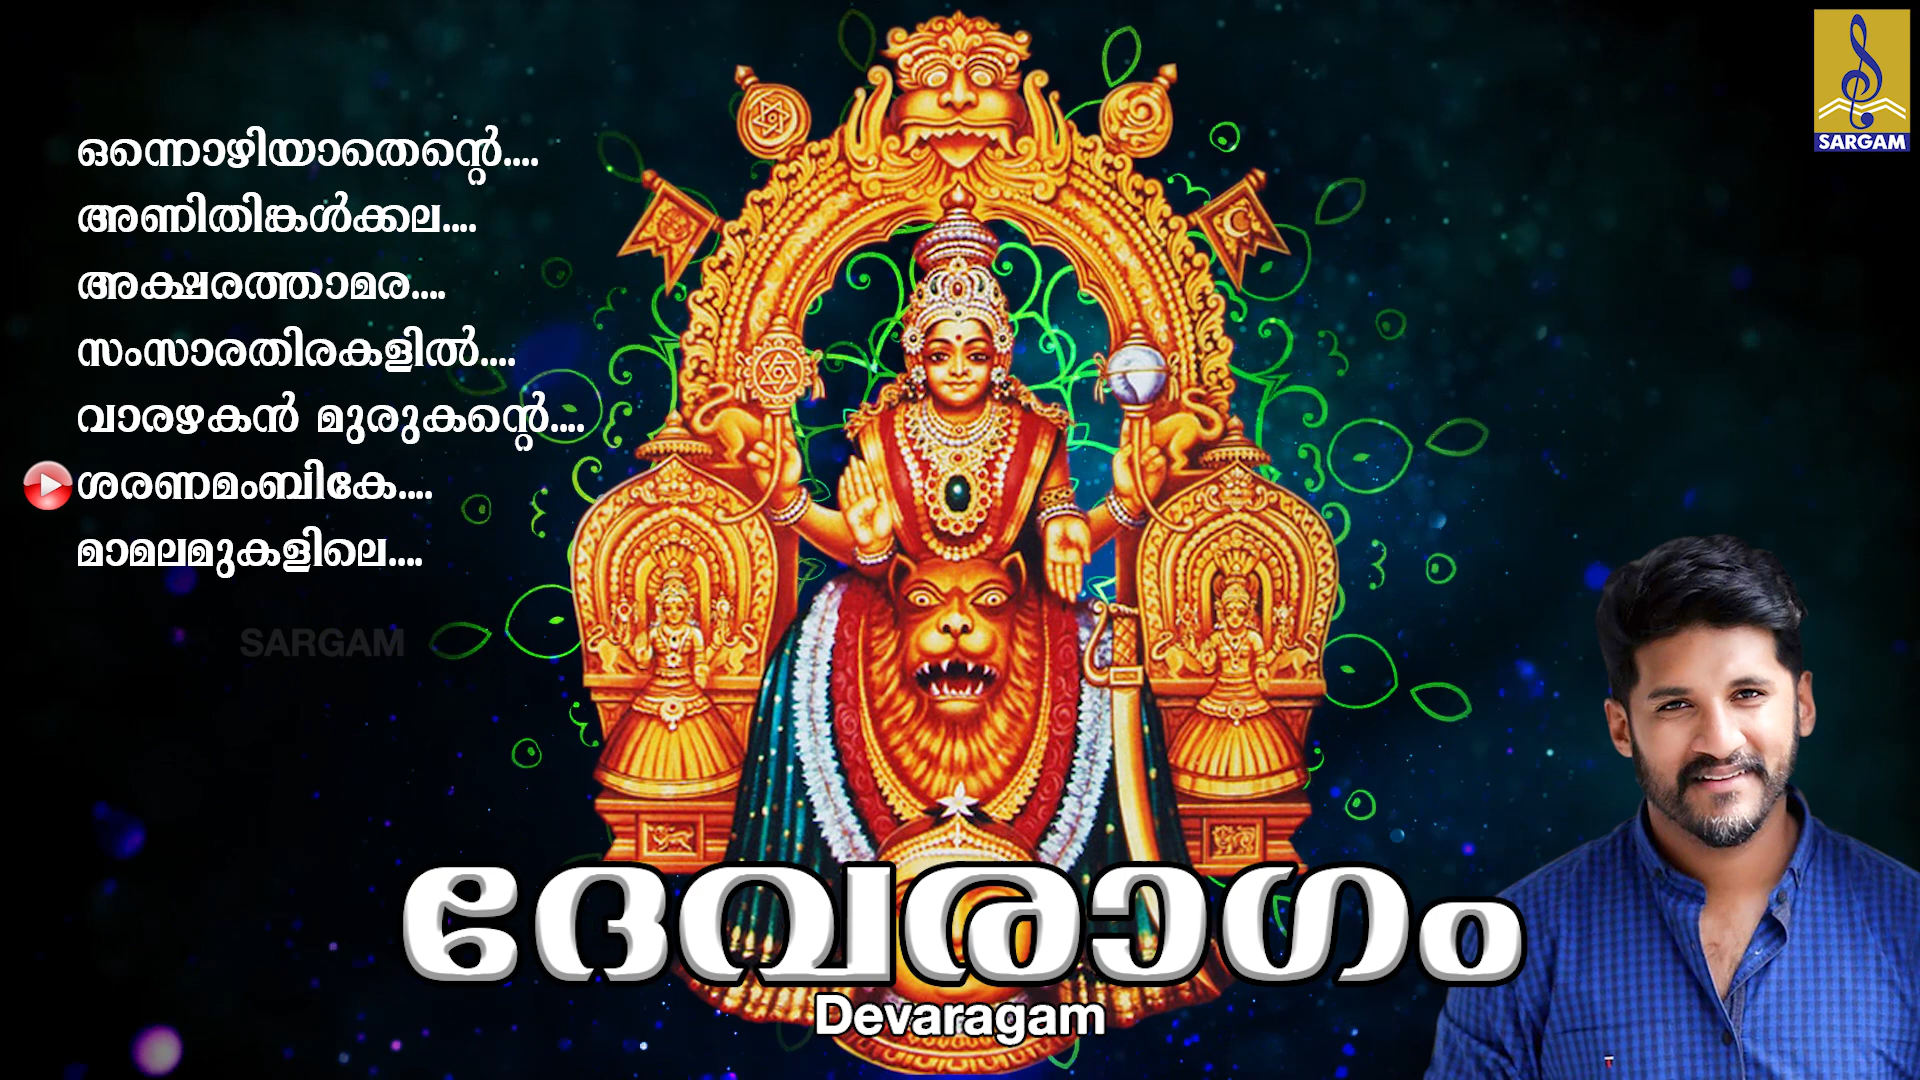 ഒന്നൊഴിയാതെന്റെ....
അണിതിങ്കൾക്കല....
അക്ഷരത്താമര....
സംസാരതിരകളിൽ....
വാരഴകൻ മുരുകന്റെ....
ശരണമംബികേ....
മാമലമുകളിലെ....
SARGAM
SARGAM
ദേവരാഗം
Devaragam